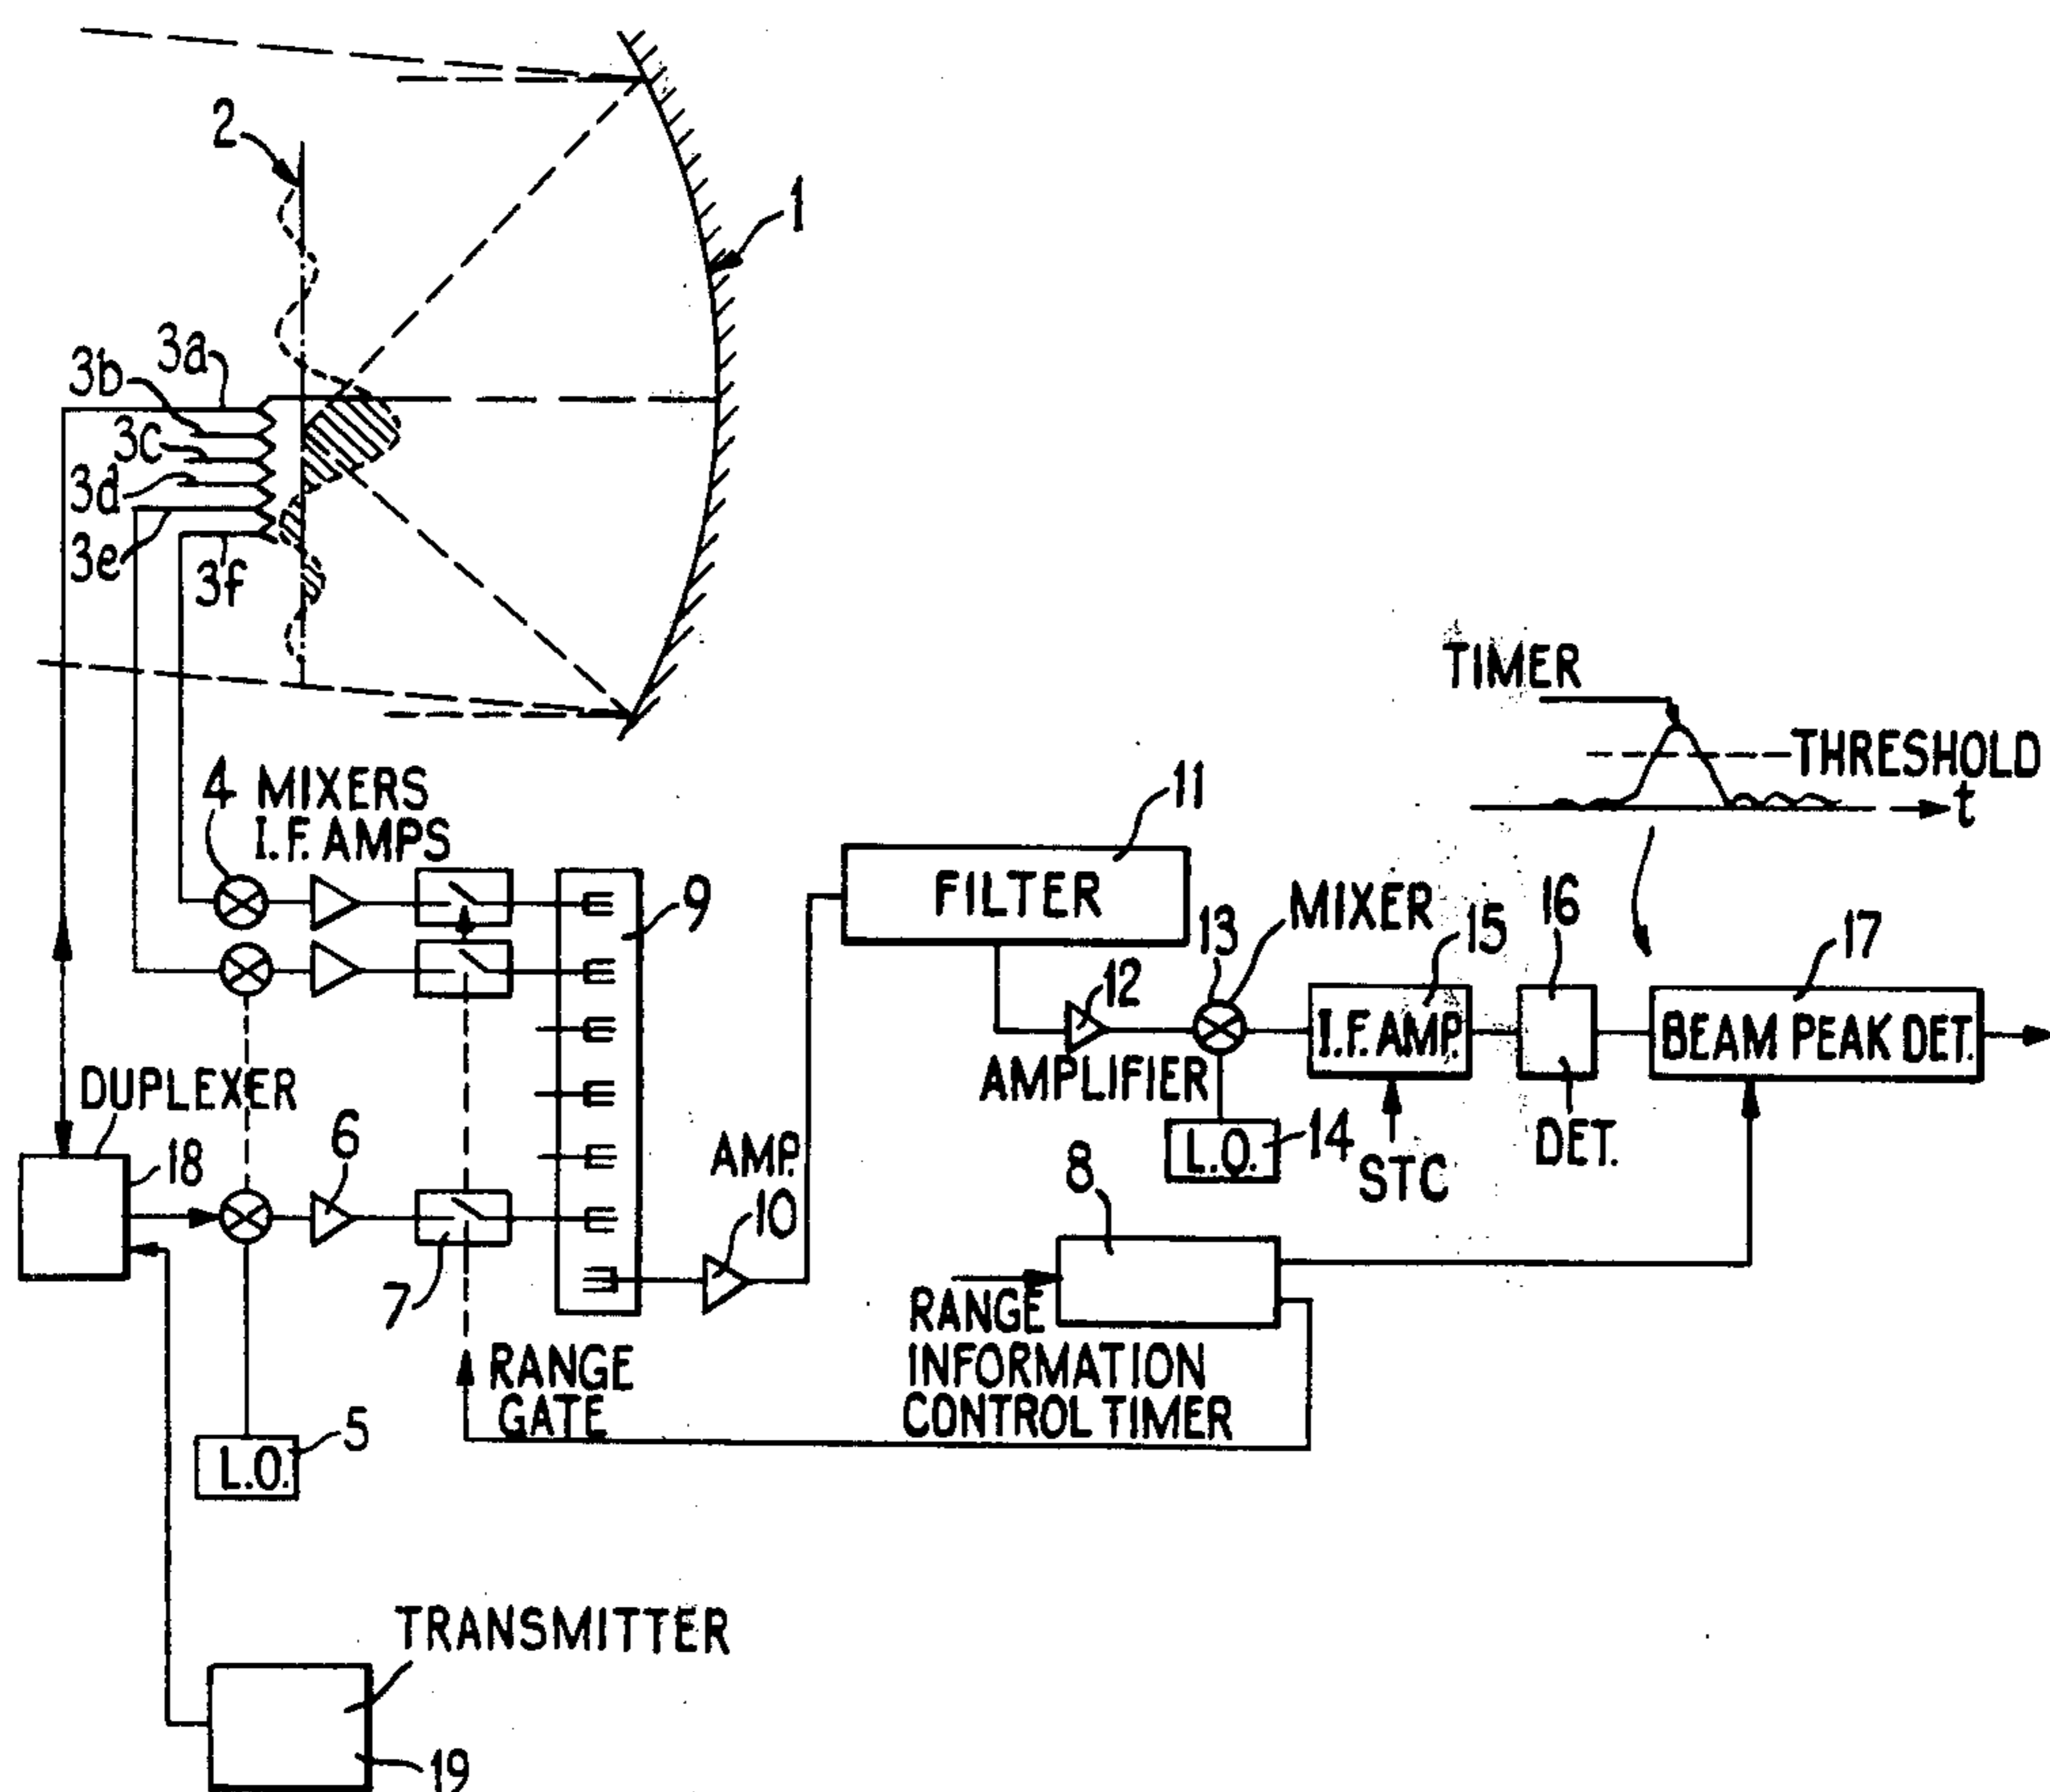 2
1
3a
3b
3c
3d
3e
3f
TIMER
THRESHOLD
t
4 MIXERS
I.F. AMPS
11
FILTER
9
13
MIXER
15
16
17
12
I.F. AMP.
BEAM PEAK DET.
AMPLIFIER
DUPLEXER
18
6
AMP.
10
L.O.
14
STC
DET.
8
7
RANGE
GATE
RANGE
INFORMATION
CONTROL TIMER
L.O.
5
TRANSMITTER
19